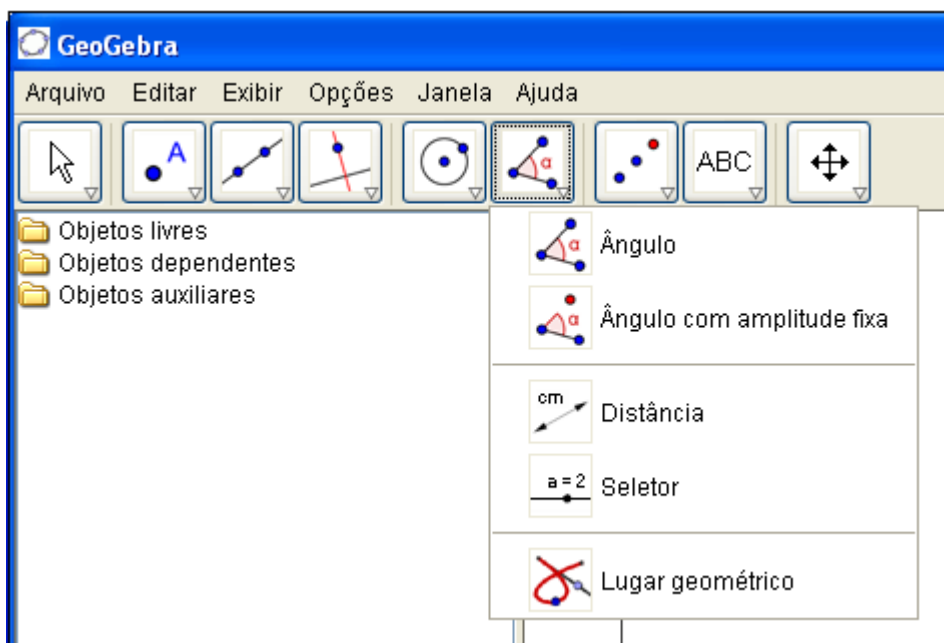 GeoGebra
Arquivo Editar Exibir Opções Janela Ajuda
A α ABC
Objetos livres
Objetos dependentes
Objetos auxiliares
α Ângulo
α Ângulo com amplitude fixa
cm Distância
a = 2 Seletor
Lugar geométrico